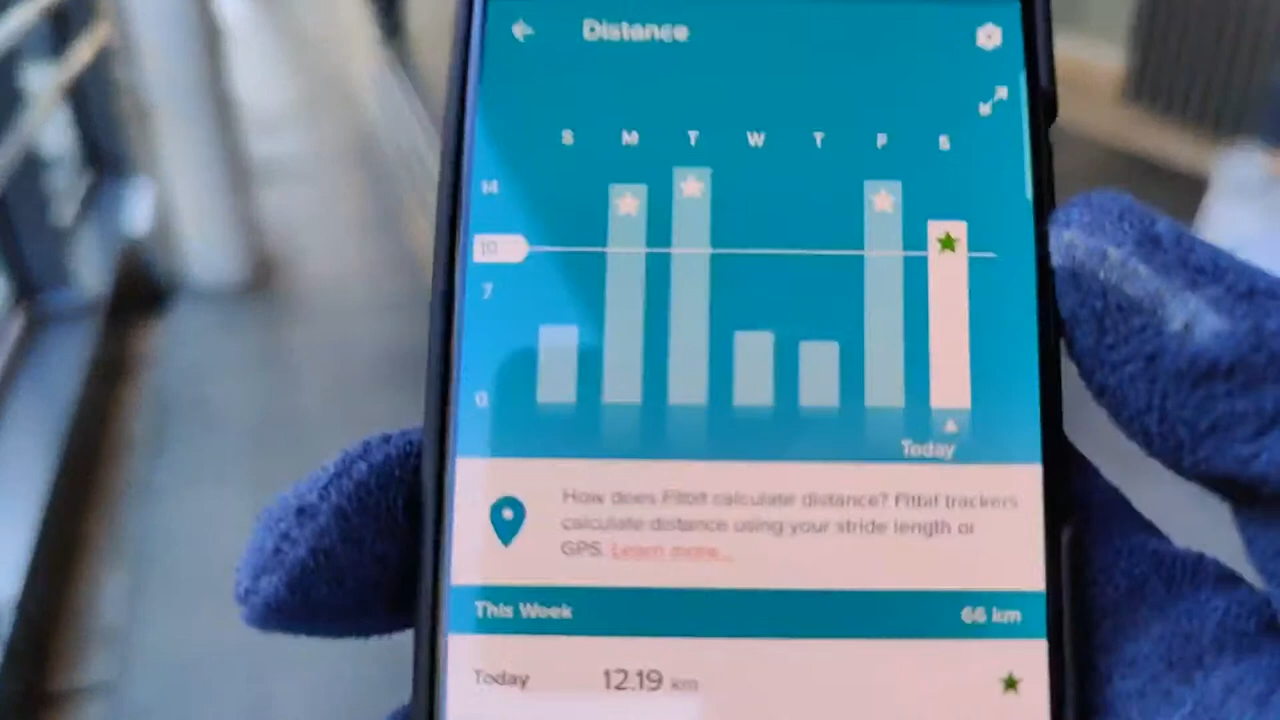 Distance
S M T W T F S
14
10
7
0
Today
How does Fitbit calculate distance? Fitbit trackers
calculate distance using your stride length or
GPS. Learn more...
This Week 66 km
Today 12.19 km